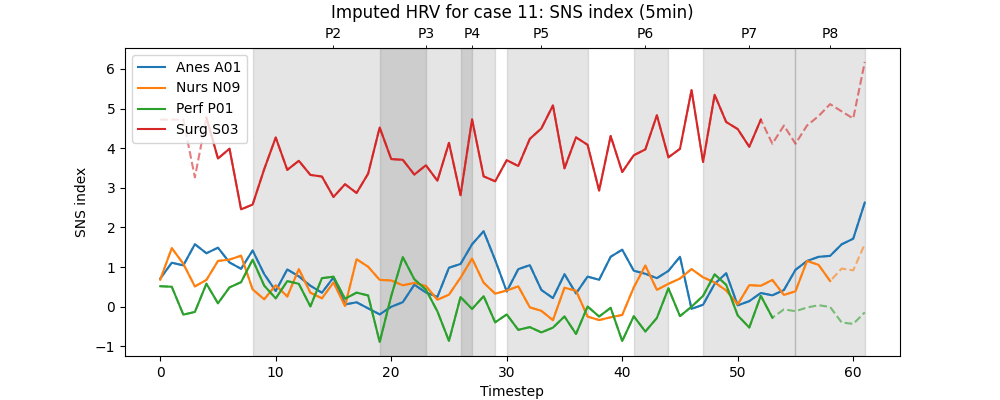 Imputed HRV for case 11: SNS index (5min)
P2 P3 P4 P5 P6 P7 P8
Anes A01
Nurs N09
Perf P01
Surg S03
6
5
4
3
2
1
0
−1
SNS index
0 10 20 30 40 50 60
Timestep